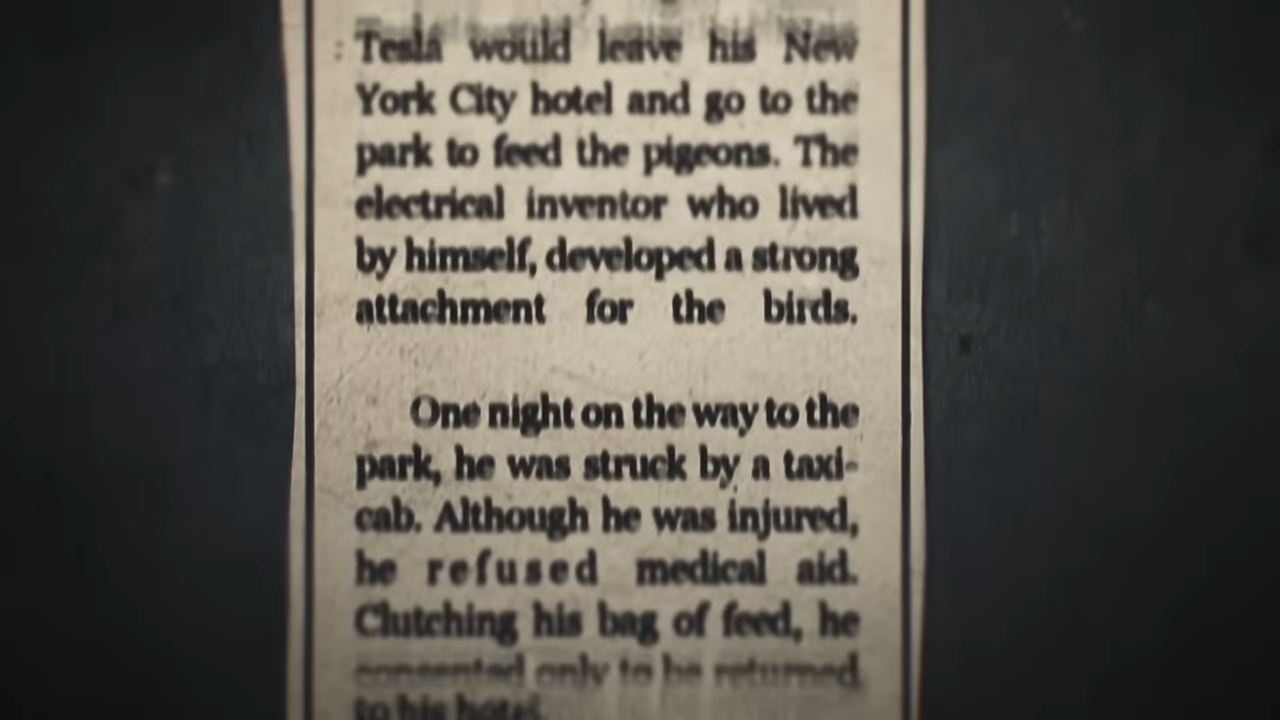 Tesla would leave his New
York City hotel and go to the
park to feed the pigeons. The
electrical inventor who lived
by himself, developed a strong
attachment for the birds.
One night on the way to the
park, he was struck by a taxi-
cab. Although he was injured,
he refused medical aid.
Clutching his bag of feed, he
consented only to be returned
to his hotel.